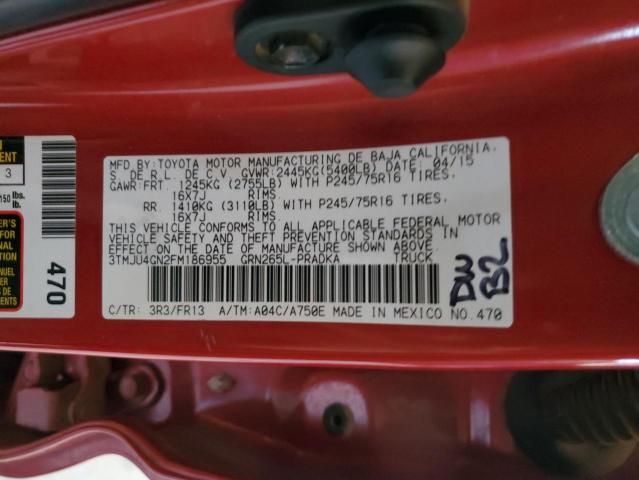 MFD.BY:TOYOTA MOTOR MANUFACTURING DE BAJA CALIFORNIA.
S. DE R.L. DE C.V. GVWR:2445KG(5400LB) DATE: 04/15
GAWR:FRT. 1245KG (2755LB) WITH P245/75R16 TIRES.
16X7J RIMS.
RR. 1410KG (3110LB) WITH P245/75R16 TIRES.
16X7J RIMS.
THIS VEHICLE CONFORMS TO ALL APPLICABLE FEDERAL MOTOR
VEHICLE SAFETY, BUMPER AND THEFT PREVENTION STANDARDS IN
EFFECT ON THE DATE OF MANUFACTURE SHOWN ABOVE.
3TMJU4GN2FM186955 GRN265L-PRADKA TRUCK
C/TR: 3R3/FR13 A/TM:A04C/A750E MADE IN MEXICO NO.470
DW
B2
470
3
150 lbs.